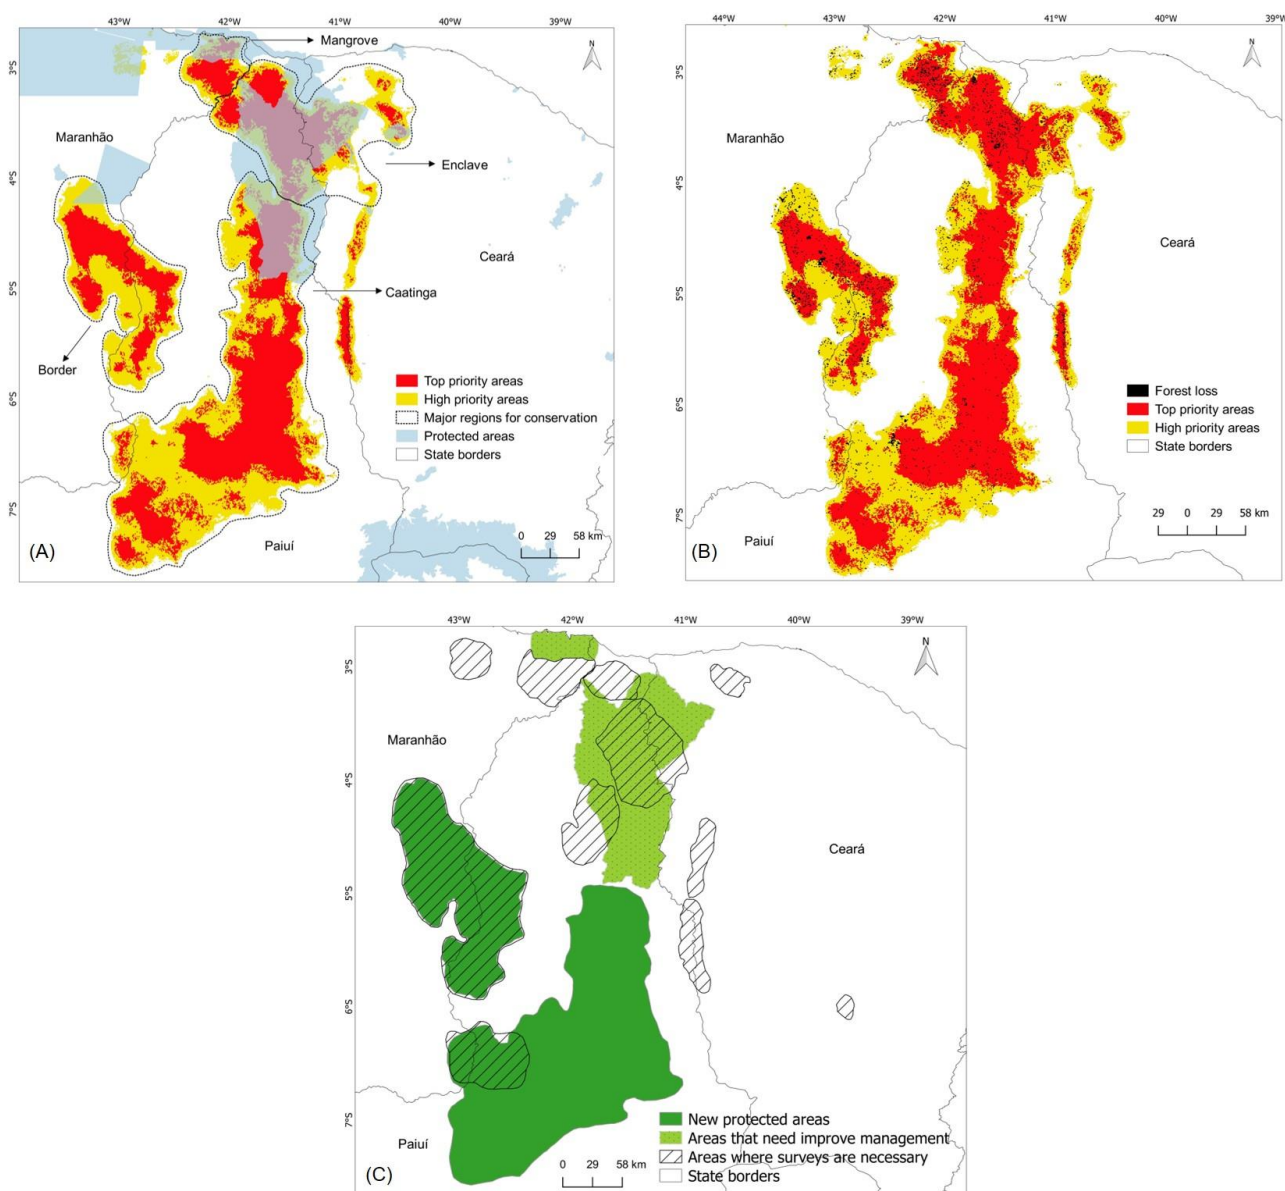 43°W 42°W 41°W 40°W 39°W
Mangrove
N
3°S
Maranhão
Enclave
4°S
Ceará
Caatinga
5°S
Border
Top priority areas
High priority areas
Major regions for conservation
Protected areas
State borders
6°S
7°S
Paiuí
0 29 58 km
(A)
44°W 43°W 42°W 41°W 40°W 39°W
N
3°S
Maranhão
4°S
Ceará
5°S
Forest loss
Top priority areas
High priority areas
State borders
6°S
7°S
29 0 29 58 km
Paiuí
(B)
43°W 42°W 41°W 40°W 39°W
N
3°S
Maranhão
4°S
Ceará
5°S
6°S
7°S
New protected areas
Areas that need improve management
Areas where surveys are necessary
State borders
Paiuí
0 29 58 km
(C)